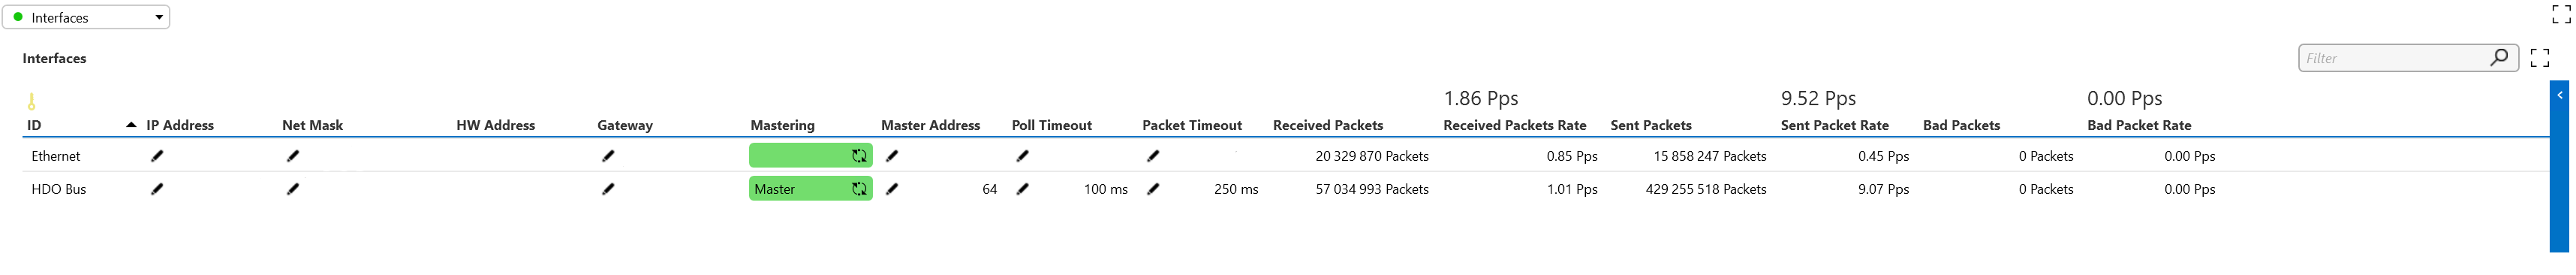 Interfaces
Interfaces
Filter
1.86 Pps 9.52 Pps 0.00 Pps
ID IP Address Net Mask HW Address Gateway Mastering Master Address Poll Timeout Packet Timeout Received Packets Received Packets Rate Sent Packets Sent Packet Rate Bad Packets Bad Packet Rate
Ethernet 20 329 870 Packets 0.85 Pps 15 858 247 Packets 0.45 Pps 0 Packets 0.00 Pps
HDO Bus Master 64 100 ms 250 ms 57 034 993 Packets 1.01 Pps 429 255 518 Packets 9.07 Pps 0 Packets 0.00 Pps